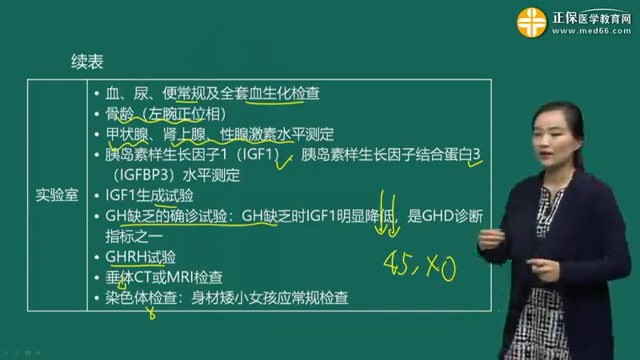 正保医学教育网
www.med66.com
续表
实验室
• 血、尿、便常规及全套血生化检查
• 骨龄（左腕正位相）
• 甲状腺、肾上腺、性腺激素水平测定
• 胰岛素样生长因子1（IGF1）、胰岛素样生长因子结合蛋白3
（IGFBP3）水平测定
• IGF1生成试验
• GH缺乏的确诊试验：GH缺乏时IGF1明显降低，是GHD诊断
指标之一
• GHRH试验
• 垂体CT或MRI检查
• 染色体检查：身材矮小女孩应常规检查
45, XO